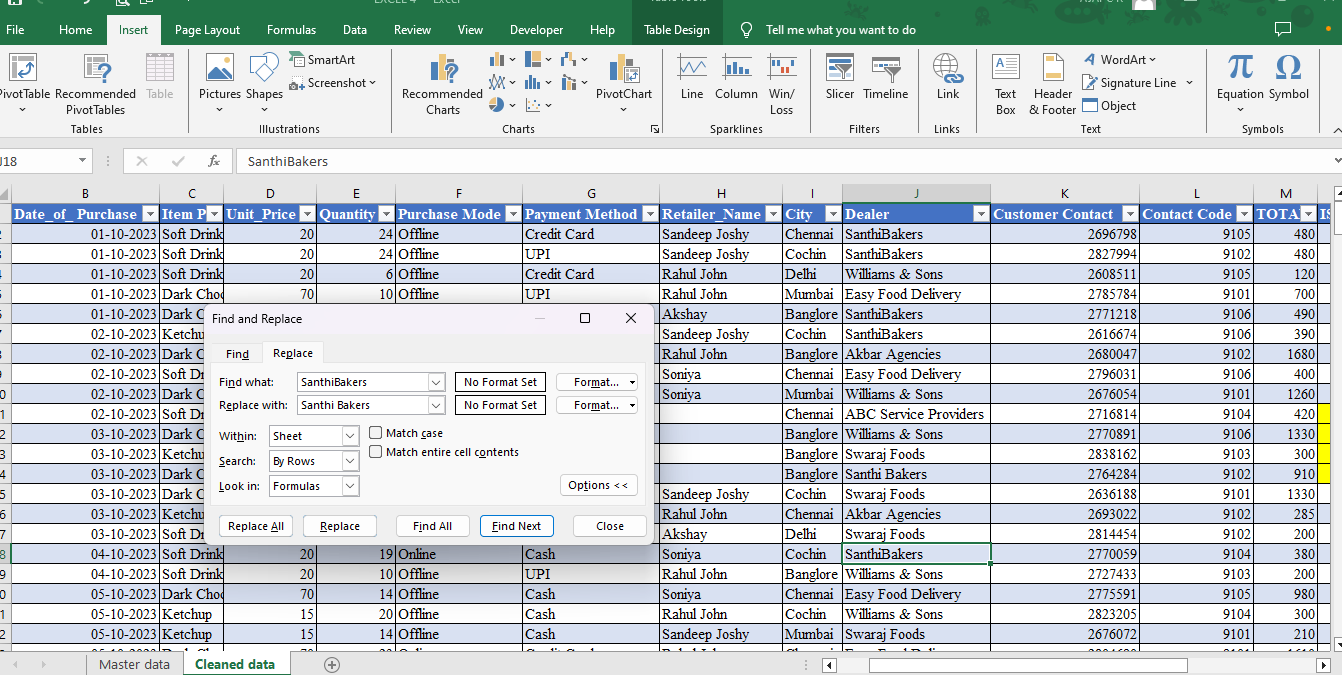 File Home Insert Page Layout Formulas Data Review View Developer Help Table Design Tell me what you want to do
PivotTable Recommended PivotTables Table
Tables
Pictures Shapes SmartArt Screenshot
Illustrations
Recommended Charts PivotChart
Charts
Line Column Win/Loss
Sparklines
Slicer Timeline
Filters
Link
Links
Text Box Header & Footer WordArt Signature Line Object
Text
Equation Symbol
Symbols
J18 fx SanthiBakers
B C D E F G H I J K L M
Date_of_ Purchase Item P Unit_Price Quantity Purchase Mode Payment Method Retailer_Name City Dealer Customer Contact Contact Code TOTA
01-10-2023 Soft Drink 20 24 Offline Credit Card Sandeep Joshy Chennai SanthiBakers 2696798 9105 480
01-10-2023 Soft Drink 20 24 Offline UPI Sandeep Joshy Cochin SanthiBakers 2827994 9102 480
01-10-2023 Soft Drink 20 6 Offline Credit Card Rahul John Delhi Williams & Sons 2608511 9105 120
01-10-2023 Dark Cho 70 10 Offline UPI Rahul John Mumbai Easy Food Delivery 2785784 9101 700
01-10-2023 Dark C Akshay Banglore SanthiBakers 2771218 9106 490
02-10-2023 Ketchu Sandeep Joshy Cochin SanthiBakers 2616674 9106 390
02-10-2023 Dark C Rahul John Banglore Akbar Agencies 2680047 9102 1680
02-10-2023 Soft Dr Soniya Chennai Easy Food Delivery 2796031 9106 400
02-10-2023 Dark C Soniya Mumbai Williams & Sons 2676054 9101 1260
02-10-2023 Soft Dr Chennai ABC Service Providers 2716814 9104 420
03-10-2023 Dark C Banglore Williams & Sons 2770891 9106 1330
03-10-2023 Ketchu Banglore Swaraj Foods 2838162 9103 300
03-10-2023 Dark C Banglore Santhi Bakers 2764284 9102 910
03-10-2023 Dark C Sandeep Joshy Cochin Swaraj Foods 2636188 9101 1330
03-10-2023 Ketchu Rahul John Chennai Akbar Agencies 2693022 9102 285
03-10-2023 Soft Dr Akshay Delhi Swaraj Foods 2814454 9102 200
04-10-2023 Soft Drink 20 19 Online Cash Soniya Cochin SanthiBakers 2770059 9104 380
04-10-2023 Soft Drink 20 10 Offline UPI Rahul John Banglore Williams & Sons 2727433 9103 200
05-10-2023 Dark Cho 70 14 Offline Cash Soniya Chennai Easy Food Delivery 2775591 9105 980
05-10-2023 Ketchup 15 20 Offline Cash Rahul John Cochin Williams & Sons 2823205 9104 300
05-10-2023 Ketchup 15 14 Offline Cash Sandeep Joshy Mumbai Swaraj Foods 2676072 9101 210
Find and Replace
Find Replace
Find what: SanthiBakers No Format Set Format...
Replace with: Santhi Bakers No Format Set Format...
Within: Sheet Match case
Match entire cell contents
Search: By Rows
Look in: Formulas Options <<
Replace All Replace Find All Find Next Close
Master data Cleaned data